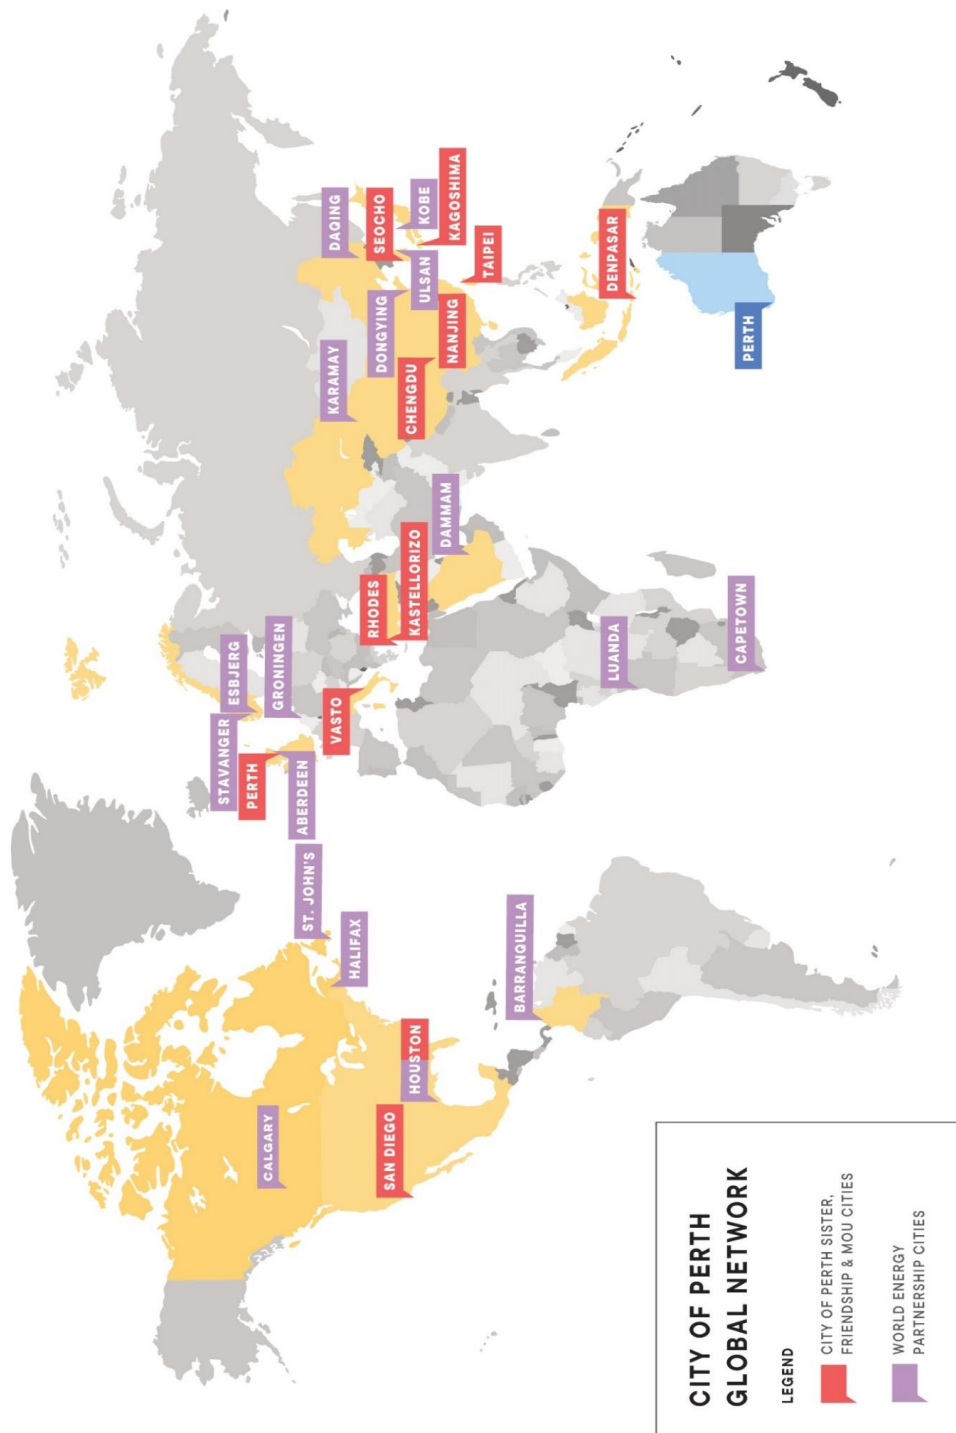 STAVANGER
ESBJERG
PERTH
GRONINGEN
ABERDEEN
ST. JOHN'S
CALGARY
HALIFAX
VASTO
KARAMAY
DAQING
RHODES
DONGYING
SEOCHO
SAN DIEGO
HOUSTON
KASTELLORIZO
CHENGDU
ULSAN
KOBE
DAMMAM
NANJING
KAGOSHIMA
TAIPEI
BARRANQUILLA
LUANDA
DENPASAR
CAPETOWN
PERTH
CITY OF PERTH
GLOBAL NETWORK
LEGEND
CITY OF PERTH SISTER,
FRIENDSHIP & MOU CITIES
WORLD ENERGY
PARTNERSHIP CITIES